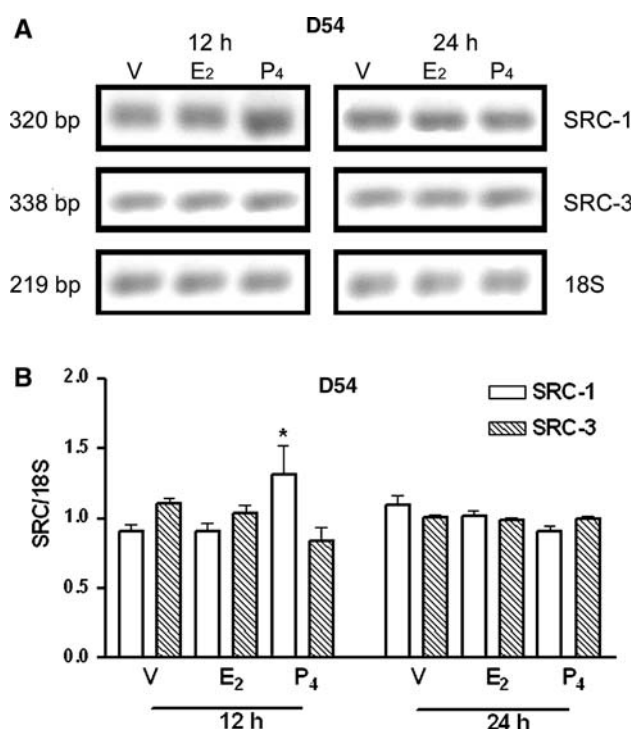 A
D54
12 h 24 h
V E₂ P₄ V E₂ P₄
320 bp SRC-1
338 bp SRC-3
219 bp 18S
B
D54
SRC/18S
2.0
1.5
1.0
0.5
0.0
SRC-1
SRC-3
*
V E₂ P₄ V E₂ P₄
12 h 24 h